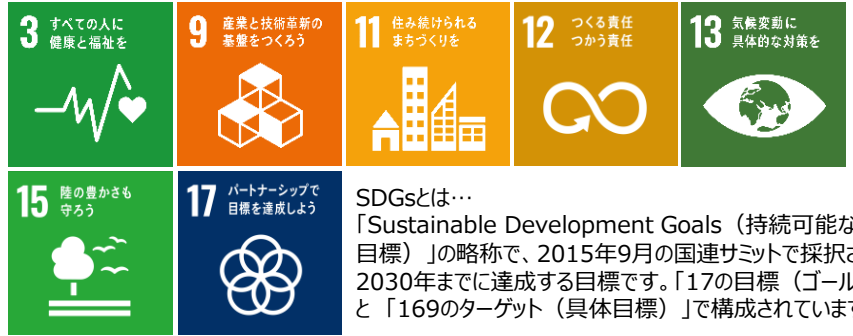 3 すべての人に
健康と福祉を
9 産業と技術革新の
基盤をつくろう
11 住み続けられる
まちづくりを
12 つくる責任
つかう責任
13 気候変動に
具体的な対策を
15 陸の豊かさも
守ろう
17 パートナーシップで
目標を達成しよう
SDGsとは…
「Sustainable Development Goals（持続可能な
目標）」の略称で、2015年9月の国連サミットで採択さ
2030年までに達成する目標です。「17の目標（ゴール
と「169のターゲット（具体目標）」で構成されています